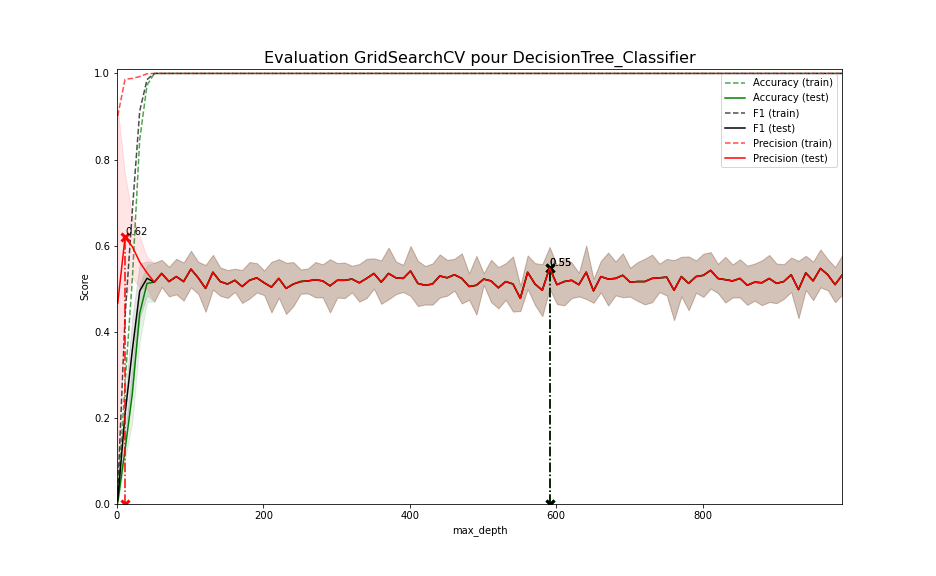 Evaluation GridSearchCV pour DecisionTree_Classifier
1.0
0.8
0.6
0.4
0.2
0.0
Score
0.62
0.55
Accuracy (train)
Accuracy (test)
F1 (train)
F1 (test)
Precision (train)
Precision (test)
0
200
400
600
800
max_depth